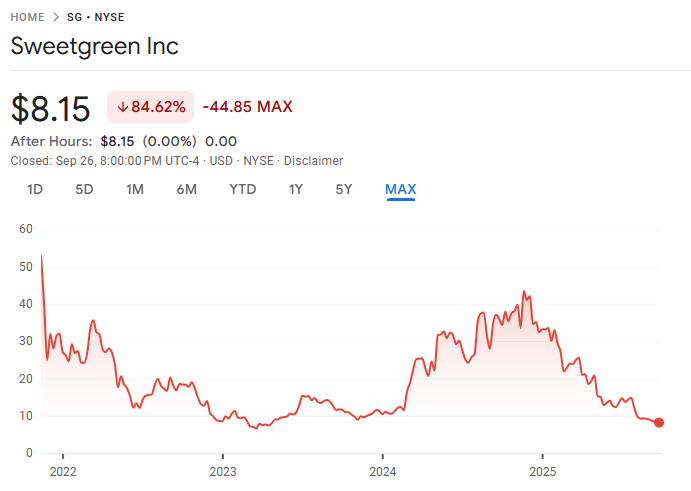 HOME > SG • NYSE
Sweetgreen Inc
$8.15 ↓84.62% -44.85 MAX
After Hours: $8.15 (0.00%) 0.00
Closed: Sep 26, 8:00:00 PM UTC-4 · USD · NYSE · Disclaimer
1D 5D 1M 6M YTD 1Y 5Y MAX
60
50
40
30
20
10
0
2022 2023 2024 2025